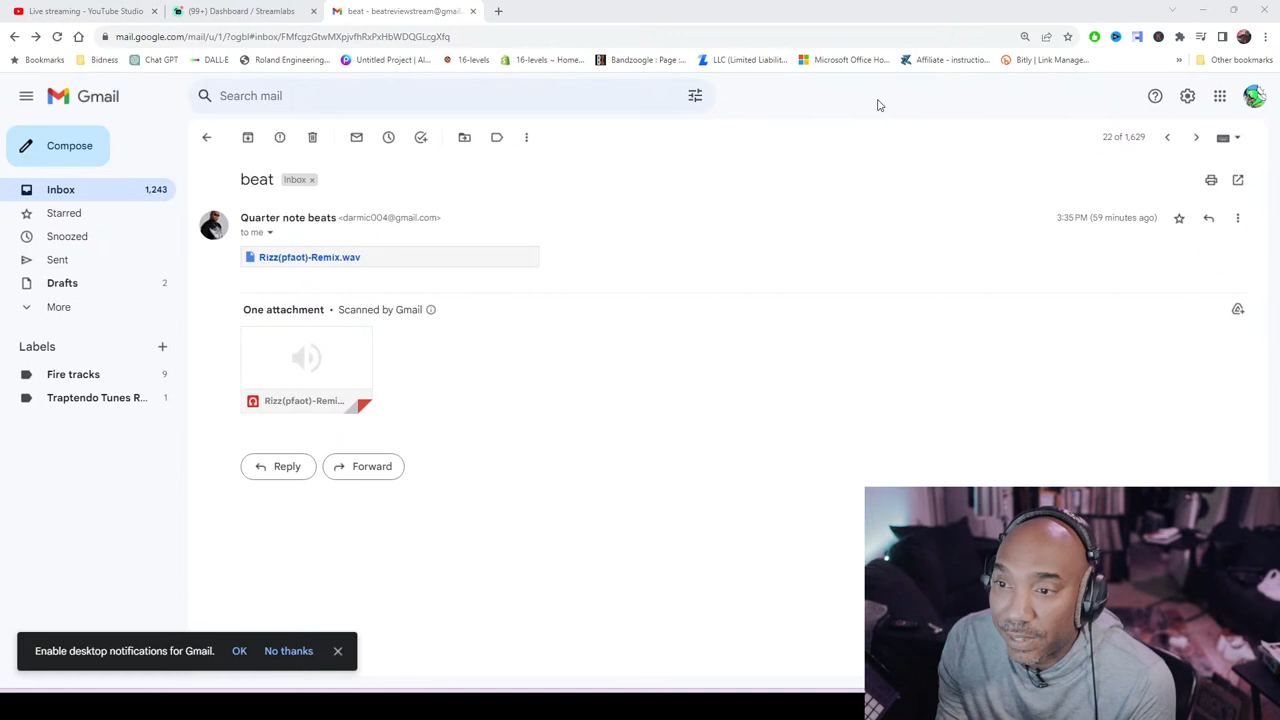 Live streaming - YouTube Studio
(99+) Dashboard / Streamlabs
beat - beatreviewstream@gmail.
mail.google.com/mail/u/1/?ogbl#inbox/FMfcgzGtwMXpjvfhRxPxHbWDQGLcgXfq
Bookmarks
Bidness
Chat GPT
DALL-E
Roland Engineering...
Untitled Project | Al...
16-levels
16-levels ~ Home...
Bandzoogle : Page :...
LLC (Limited Liabilit...
Microsoft Office Ho...
Affiliate - instructio...
Bitly | Link Manage...
»
Other bookmarks
Gmail
Search mail
Compose
22 of 1,629
beat
Inbox ×
Inbox
1,243
Starred
Quarter note beats <darmic004@gmail.com>
3:35 PM (59 minutes ago)
to me
Snoozed
Rizz(pfaot)-Remix.wav
Sent
Drafts
2
One attachment • Scanned by Gmail
More
Labels
Fire tracks
9
Traptendo Tunes R...
1
Rizz(pfaot)-Remi...
Reply
Forward
Enable desktop notifications for Gmail.
OK
No thanks